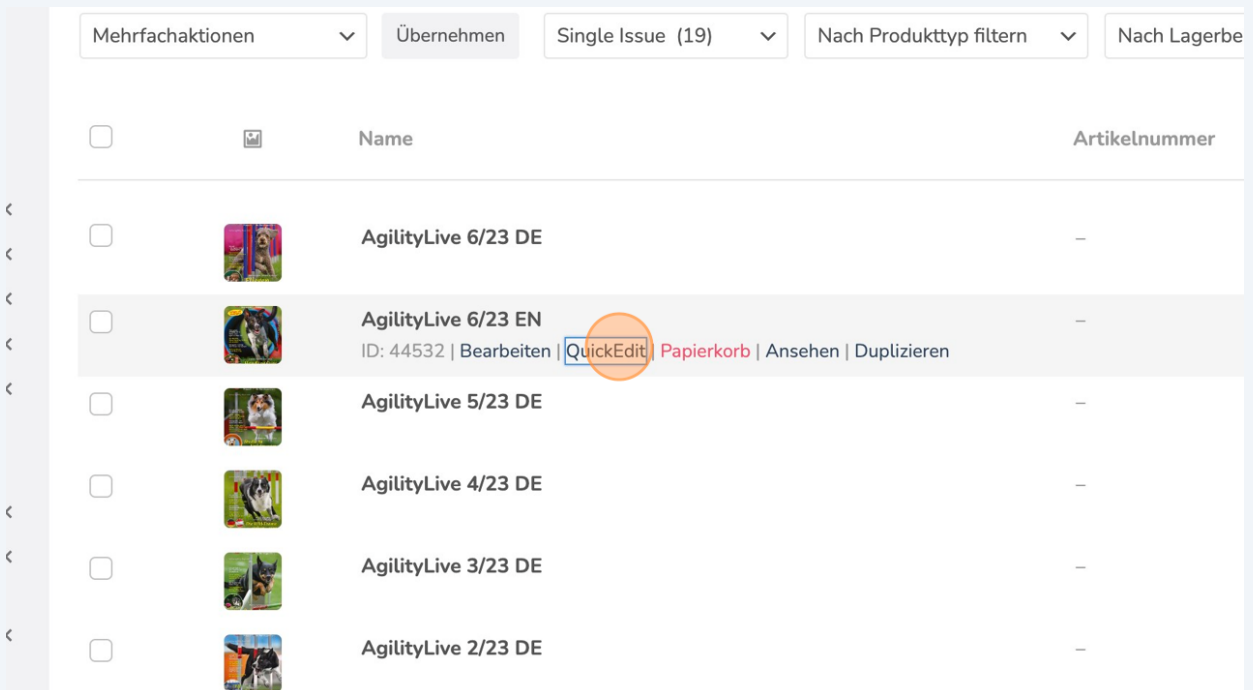 Mehrfachaktionen Übernehmen Single Issue (19) Nach Produkttyp filtern Nach Lagerbe
Name Artikelnummer
AgilityLive 6/23 DE –
AgilityLive 6/23 EN –
ID: 44532 | Bearbeiten | QuickEdit | Papierkorb | Ansehen | Duplizieren
AgilityLive 5/23 DE –
AgilityLive 4/23 DE –
AgilityLive 3/23 DE –
AgilityLive 2/23 DE –